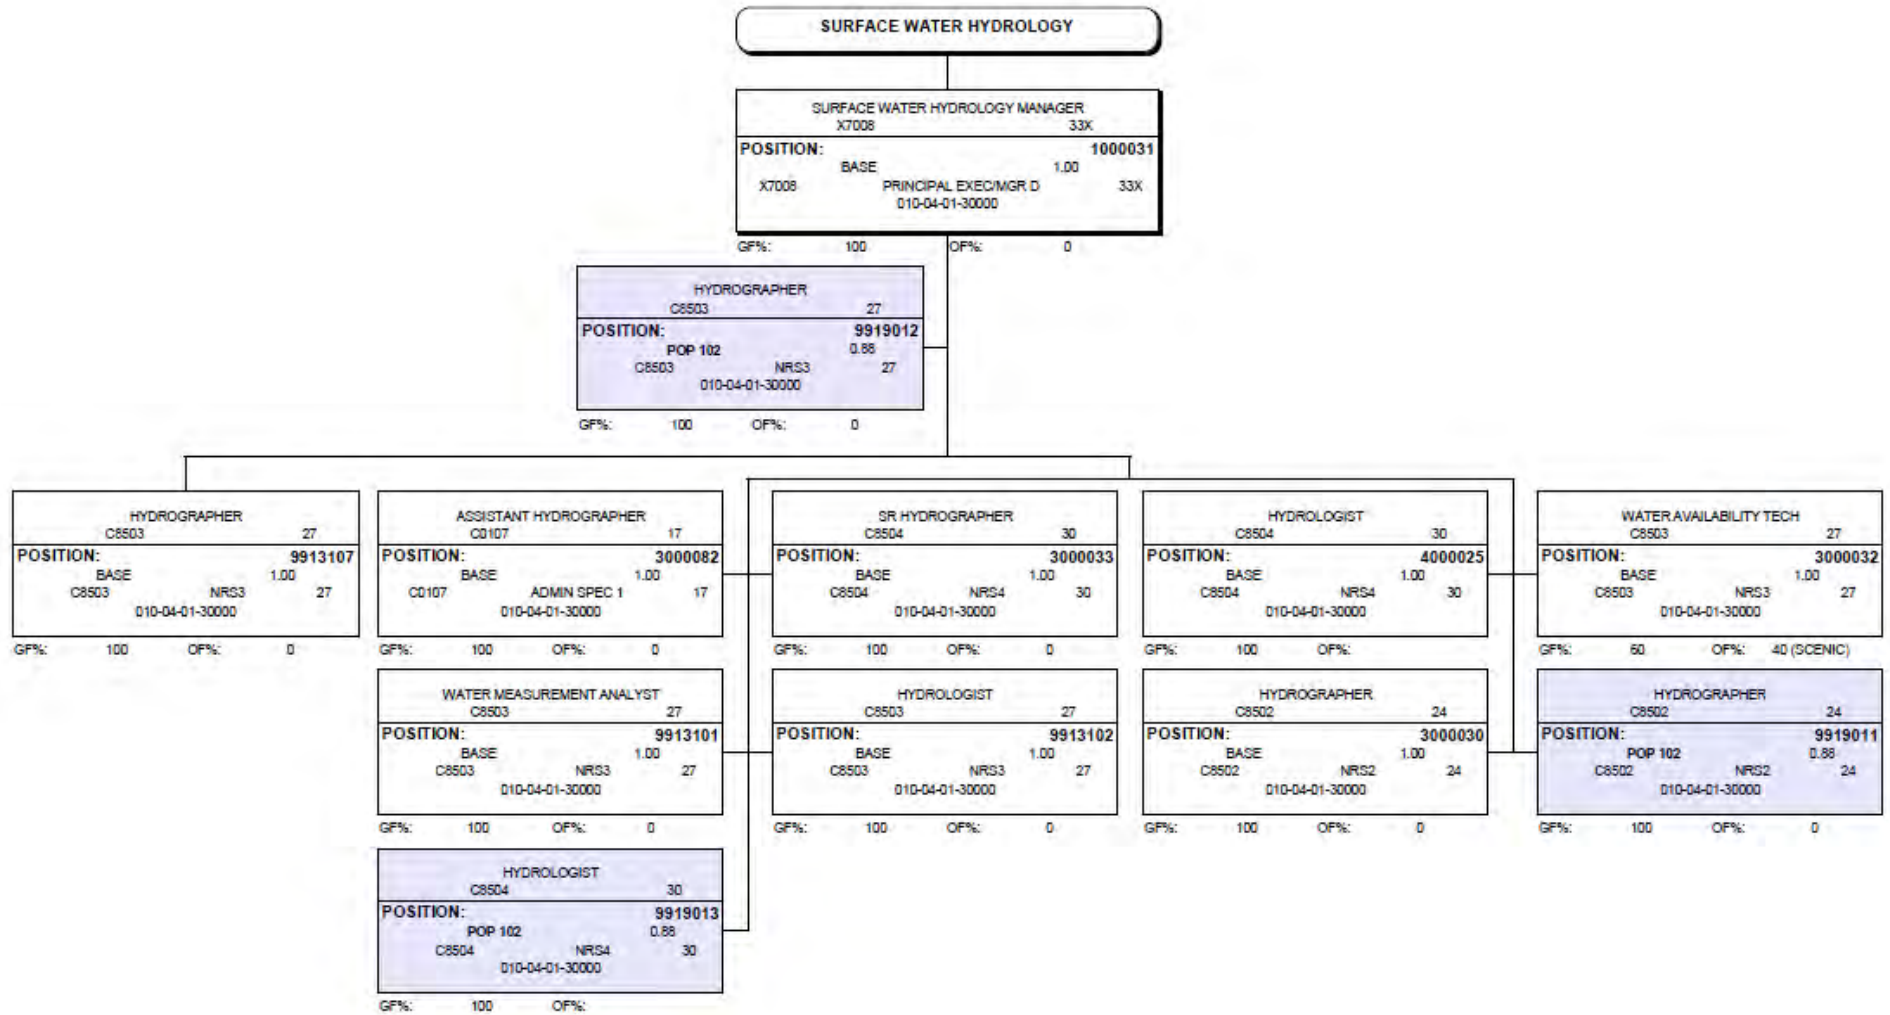 SURFACE WATER HYDROLOGY
SURFACE WATER HYDROLOGY MANAGER
X7008 33X
POSITION: 1000031
BASE 1.00
X7008 PRINCIPAL EXEC/MGR D 33X
010-04-01-30000
GF%: 100 OF%: 0
HYDROGRAPHER
C8503 27
POSITION: 9919012
POP 102 0.88
C8503 NRS3 27
010-04-01-30000
GF%: 100 OF%: 0
HYDROGRAPHER
C8503 27
POSITION: 9913107
BASE 1.00
C8503 NRS3 27
010-04-01-30000
GF%: 100 OF%: 0
ASSISTANT HYDROGRAPHER
C0107 17
POSITION: 3000082
BASE 1.00
C0107 ADMIN SPEC 1 17
010-04-01-30000
GF%: 100 OF%: 0
SR HYDROGRAPHER
C8504 30
POSITION: 3000033
BASE 1.00
C8504 NRS4 30
010-04-01-30000
GF%: 100 OF%: 0
HYDROLOGIST
C8504 30
POSITION: 4000025
BASE 1.00
C8504 NRS4 30
010-04-01-30000
GF%: 100 OF%:
WATER AVAILABILITY TECH
C8503 27
POSITION: 3000032
BASE 1.00
C8503 NRS3 27
010-04-01-30000
GF%: 60 OF%: 40 (SCENIC)
WATER MEASUREMENT ANALYST
C8503 27
POSITION: 9913101
BASE 1.00
C8503 NRS3 27
010-04-01-30000
GF%: 100 OF%: 0
HYDROLOGIST
C8503 27
POSITION: 9913102
BASE 1.00
C8503 NRS3 27
010-04-01-30000
GF%: 100 OF%: 0
HYDROGRAPHER
C8502 24
POSITION: 3000030
BASE 1.00
C8502 NRS2 24
010-04-01-30000
GF%: 100 OF%: 0
HYDROGRAPHER
C8502 24
POSITION: 9919011
POP 102 0.88
C8502 NRS2 24
010-04-01-30000
GF%: 100 OF%: 0
HYDROLOGIST
C8504 30
POSITION: 9919013
POP 102 0.88
C8504 NRS4 30
010-04-01-30000
GF%: 100 OF%: